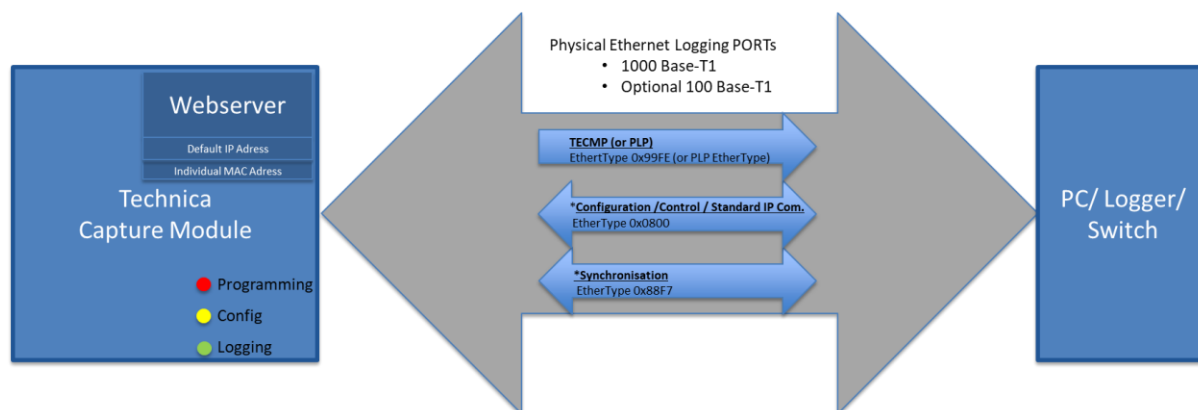 Webserver
Default IP Adress
Individual MAC Adress
Technica
Capture Module
Programming
Config
Logging
Physical Ethernet Logging PORTs
• 1000 Base-T1
• Optional 100 Base-T1
TECMP (or PLP)
EthertType 0x99FE (or PLP EtherType)
*Configuration /Control / Standard IP Com.
EtherType 0x0800
*Synchronisation
EtherType 0x88F7
PC/ Logger/
Switch